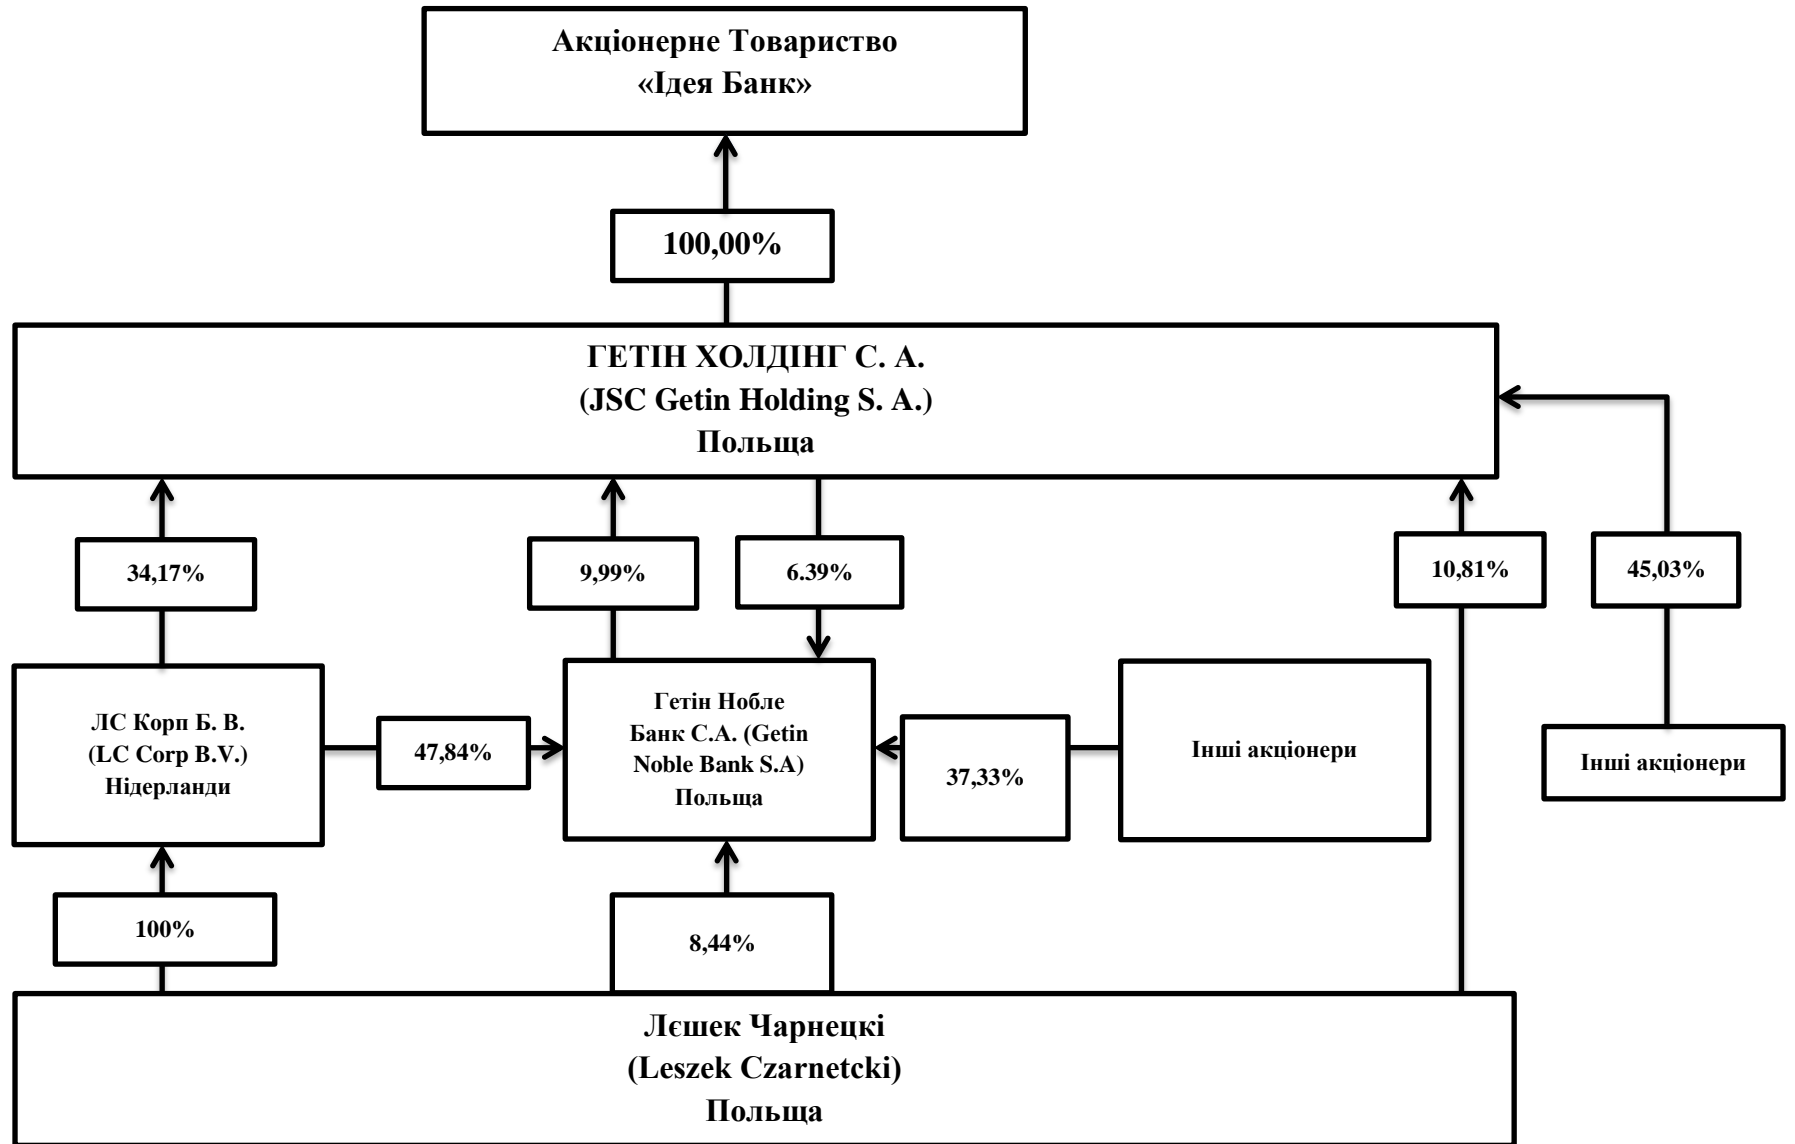 Акціонерне Товариство
«Ідея Банк»
100,00%
ГЕТІН ХОЛДІНГ С. А.
(JSC Getin Holding S. A.)
Польща
34,17%
9,99%
6.39%
10,81%
45,03%
ЛС Корп Б. В.
(LC Corp B.V.)
Нідерланди
47,84%
Гетін Нобле
Банк С.А. (Getin
Noble Bank S.A)
Польща
37,33%
Інші акціонери
Інші акціонери
100%
8,44%
Лєшек Чарнецкі
(Leszek Czarnetcki)
Польща